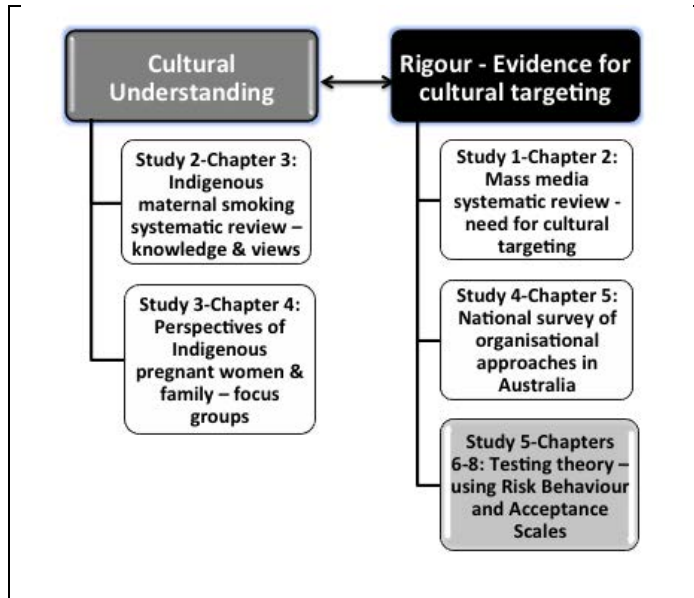 Cultural
Understanding
Study 2-Chapter 3:
Indigenous
maternal smoking
systematic review –
knowledge & views
Study 3-Chapter 4:
Perspectives of
Indigenous
pregnant women &
family – focus
groups
Rigour - Evidence for
cultural targeting
Study 1-Chapter 2:
Mass media
systematic review -
need for cultural
targeting
Study 4-Chapter 5:
National survey of
organisational
approaches in
Australia
Study 5-Chapters
6-8: Testing theory –
using Risk Behaviour
and Acceptance
Scales